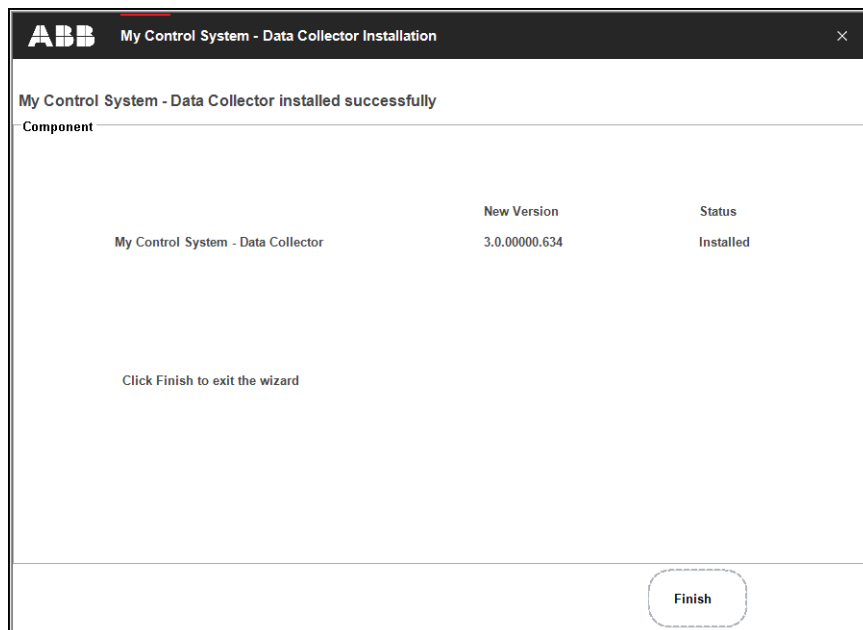 ABB My Control System - Data Collector Installation
My Control System - Data Collector installed successfully
Component
New Version Status
My Control System - Data Collector 3.0.00000.634 Installed
Click Finish to exit the wizard
Finish